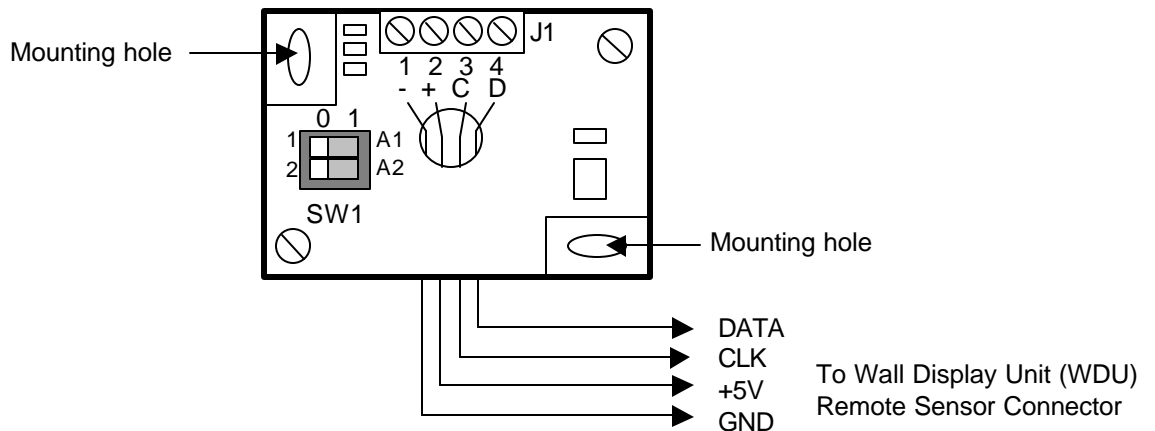 J1
Mounting hole
1 2 3 4
- + C D
0 1
1 A1
2 A2
SW1
Mounting hole
DATA
CLK
+5V
GND
To Wall Display Unit (WDU)
Remote Sensor Connector